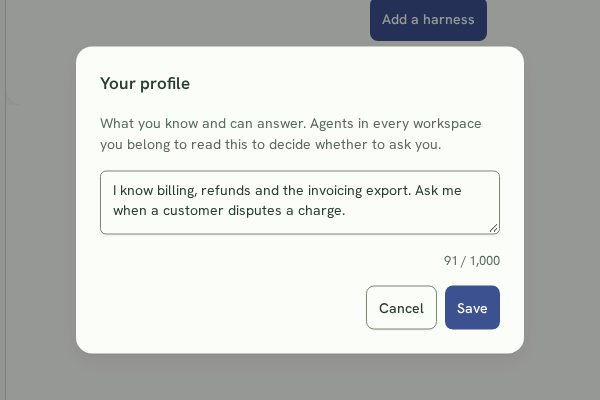 Add a harness
Your profile
What you know and can answer. Agents in every workspace
you belong to read this to decide whether to ask you.
I know billing, refunds and the invoicing export. Ask me
when a customer disputes a charge.
91 / 1,000
Cancel
Save